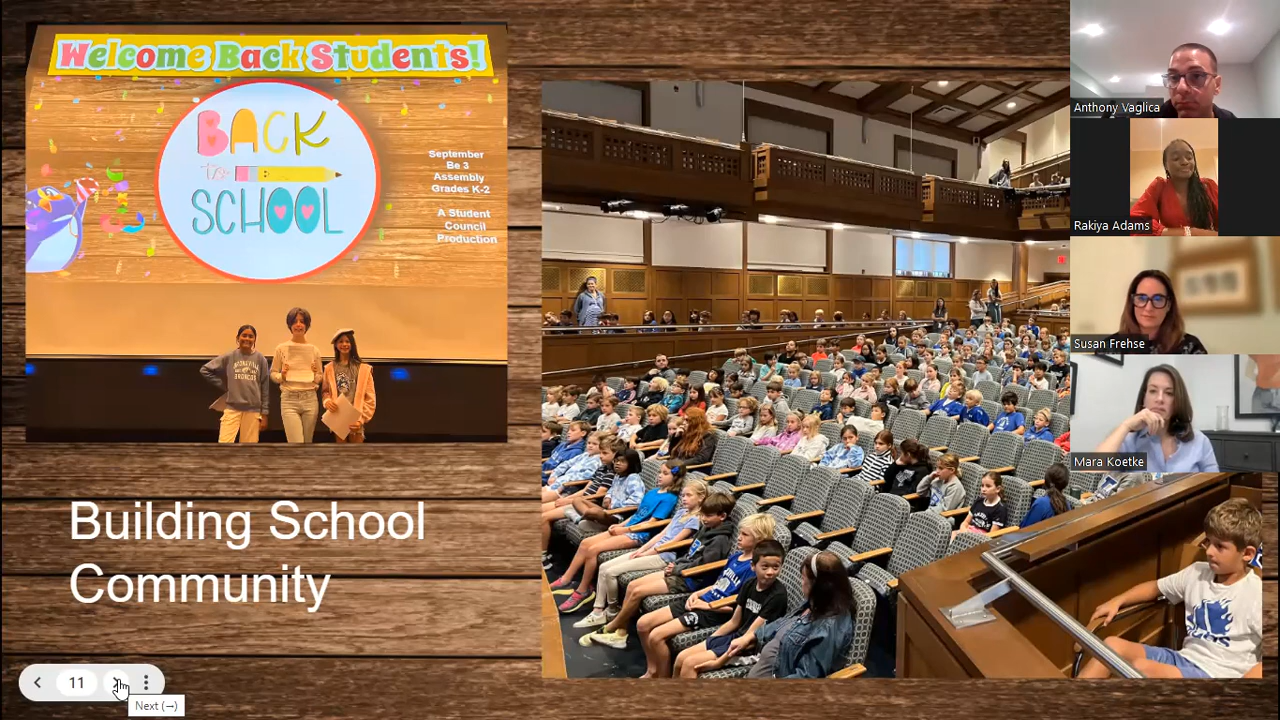 Welcome Back Students!
BACK
to
SCHOOL
September
Be 3
Assembly
Grades K-2
A Student
Council
Production
BRONCOS
Building School
Community
11
Next (→)
Anthony Vaglica
Rakiya Adams
Susan Frehse
Mara Koetke